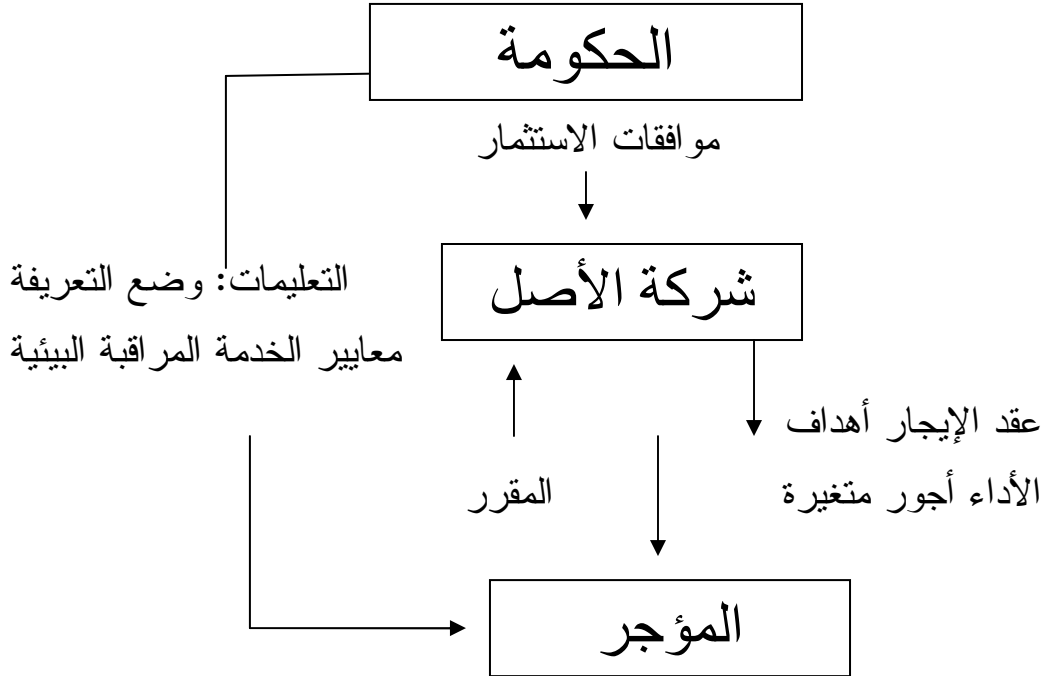 الحكومة
موافقات الاستثمار
شركة الأصل
التعليمات: وضع التعريفة
معايير الخدمة المراقبة البيئية
عقد الإيجار أهداف
الأداء أجور متغيرة
المقرر
المؤجر